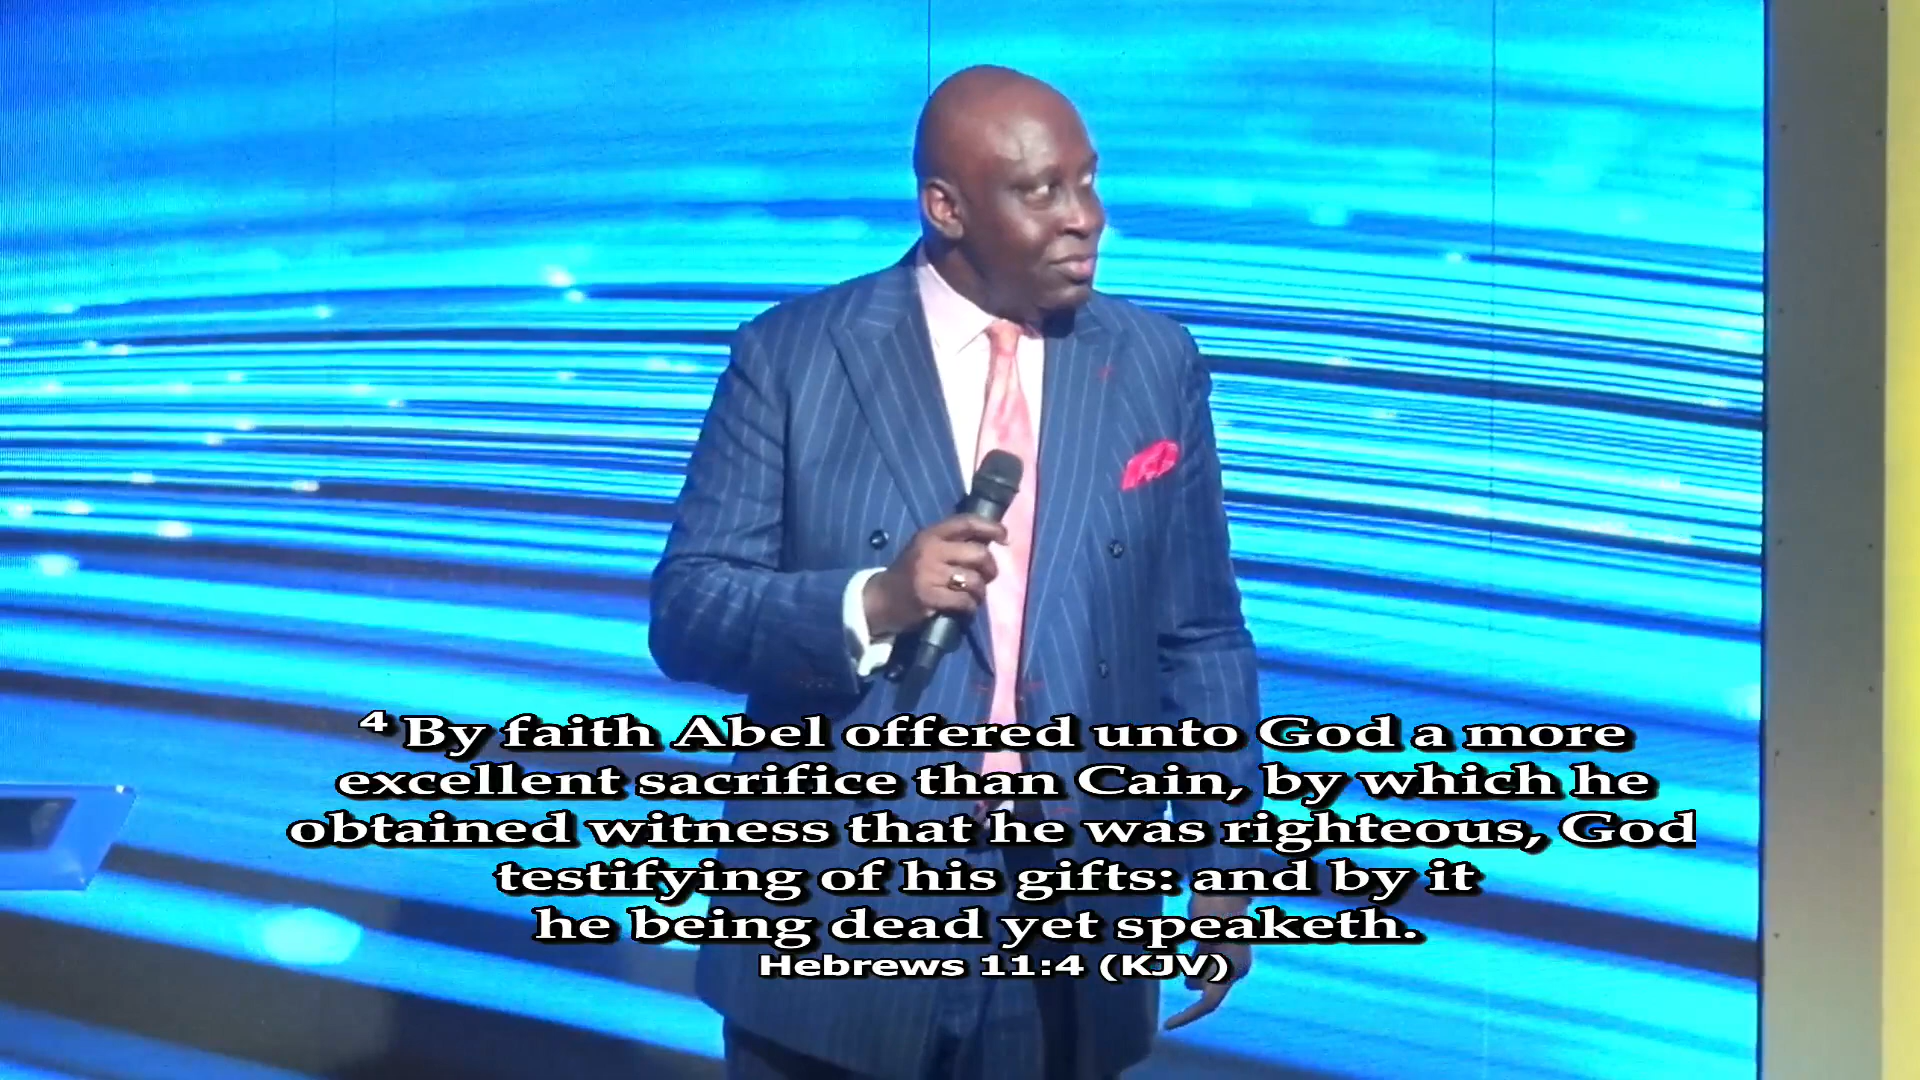 4 By faith Abel offered unto God a more
excellent sacrifice than Cain, by which he
obtained witness that he was righteous, God
testifying of his gifts: and by it
he being dead yet speaketh.
Hebrews 11:4 (KJV)